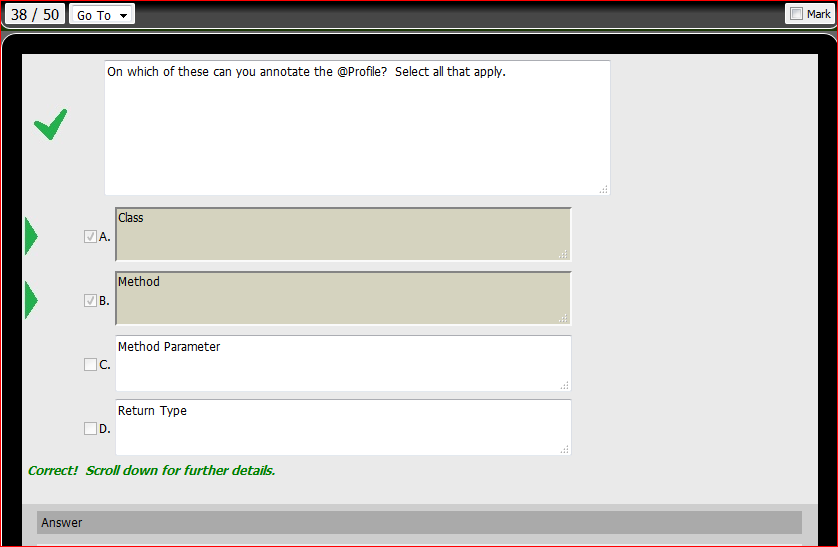 38 / 50 Go To Mark
On which of these can you annotate the @Profile?  Select all that apply.
A. Class
B. Method
C. Method Parameter
D. Return Type
Correct!  Scroll down for further details.
Answer